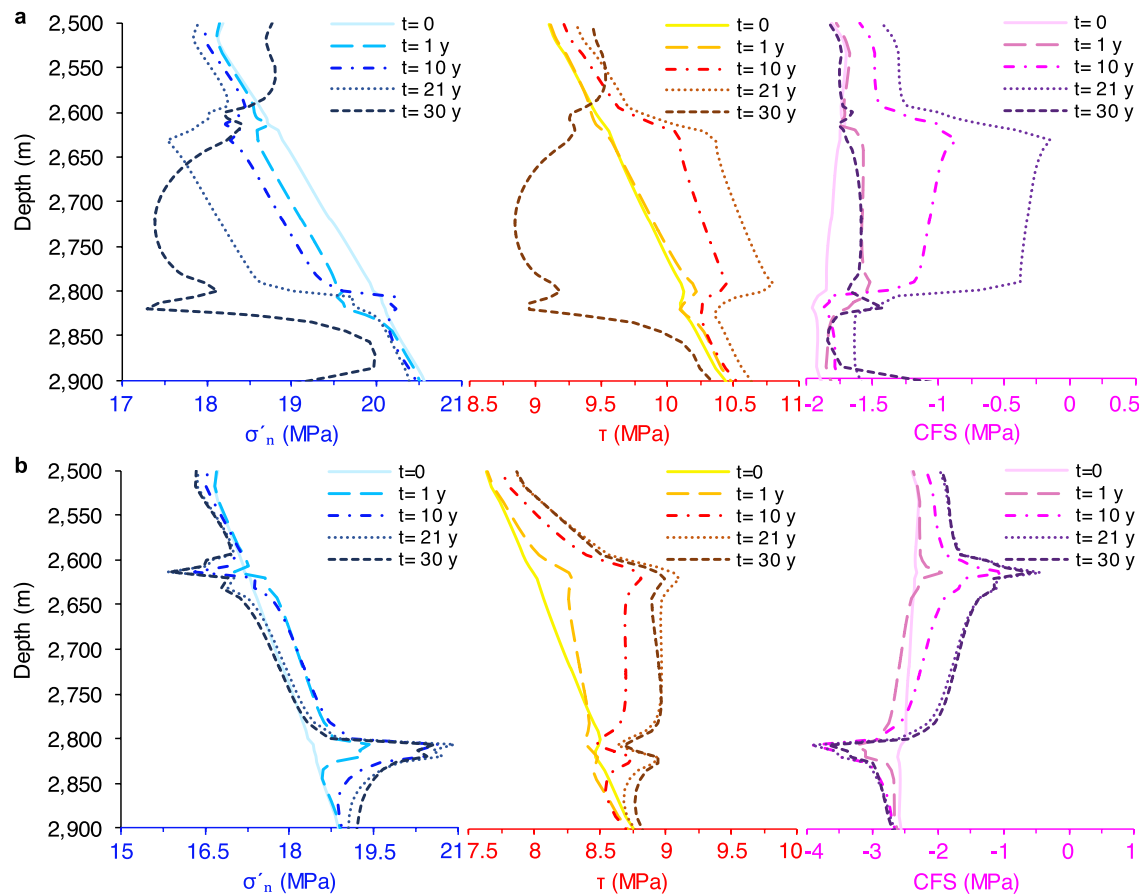 a
2,500
2,550
2,600
2,650
2,700
2,750
2,800
2,850
2,900
Depth (m)
t= 0
t= 1 y
t= 10 y
t= 21 y
t= 30 y
17
18
19
20
21
σ′n (MPa)
t= 0
t= 1 y
t= 10 y
t= 21 y
t= 30 y
8.5
9
9.5
10
10.5
11
τ (MPa)
t= 0
t= 1 y
t= 10 y
t= 21 y
t= 30 y
-2
-1.5
-1
-0.5
0
0.5
CFS (MPa)
b
2,500
2,550
2,600
2,650
2,700
2,750
2,800
2,850
2,900
Depth (m)
t=0
t= 1 y
t= 10 y
t= 21 y
t= 30 y
15
16.5
18
19.5
21
σ′n (MPa)
t=0
t= 1 y
t= 10 y
t= 21 y
t= 30 y
7.5
8
8.5
9
9.5
10
τ (MPa)
t=0
t= 1 y
t= 10 y
t= 21 y
t= 30 y
-4
-3
-2
-1
0
1
CFS (MPa)